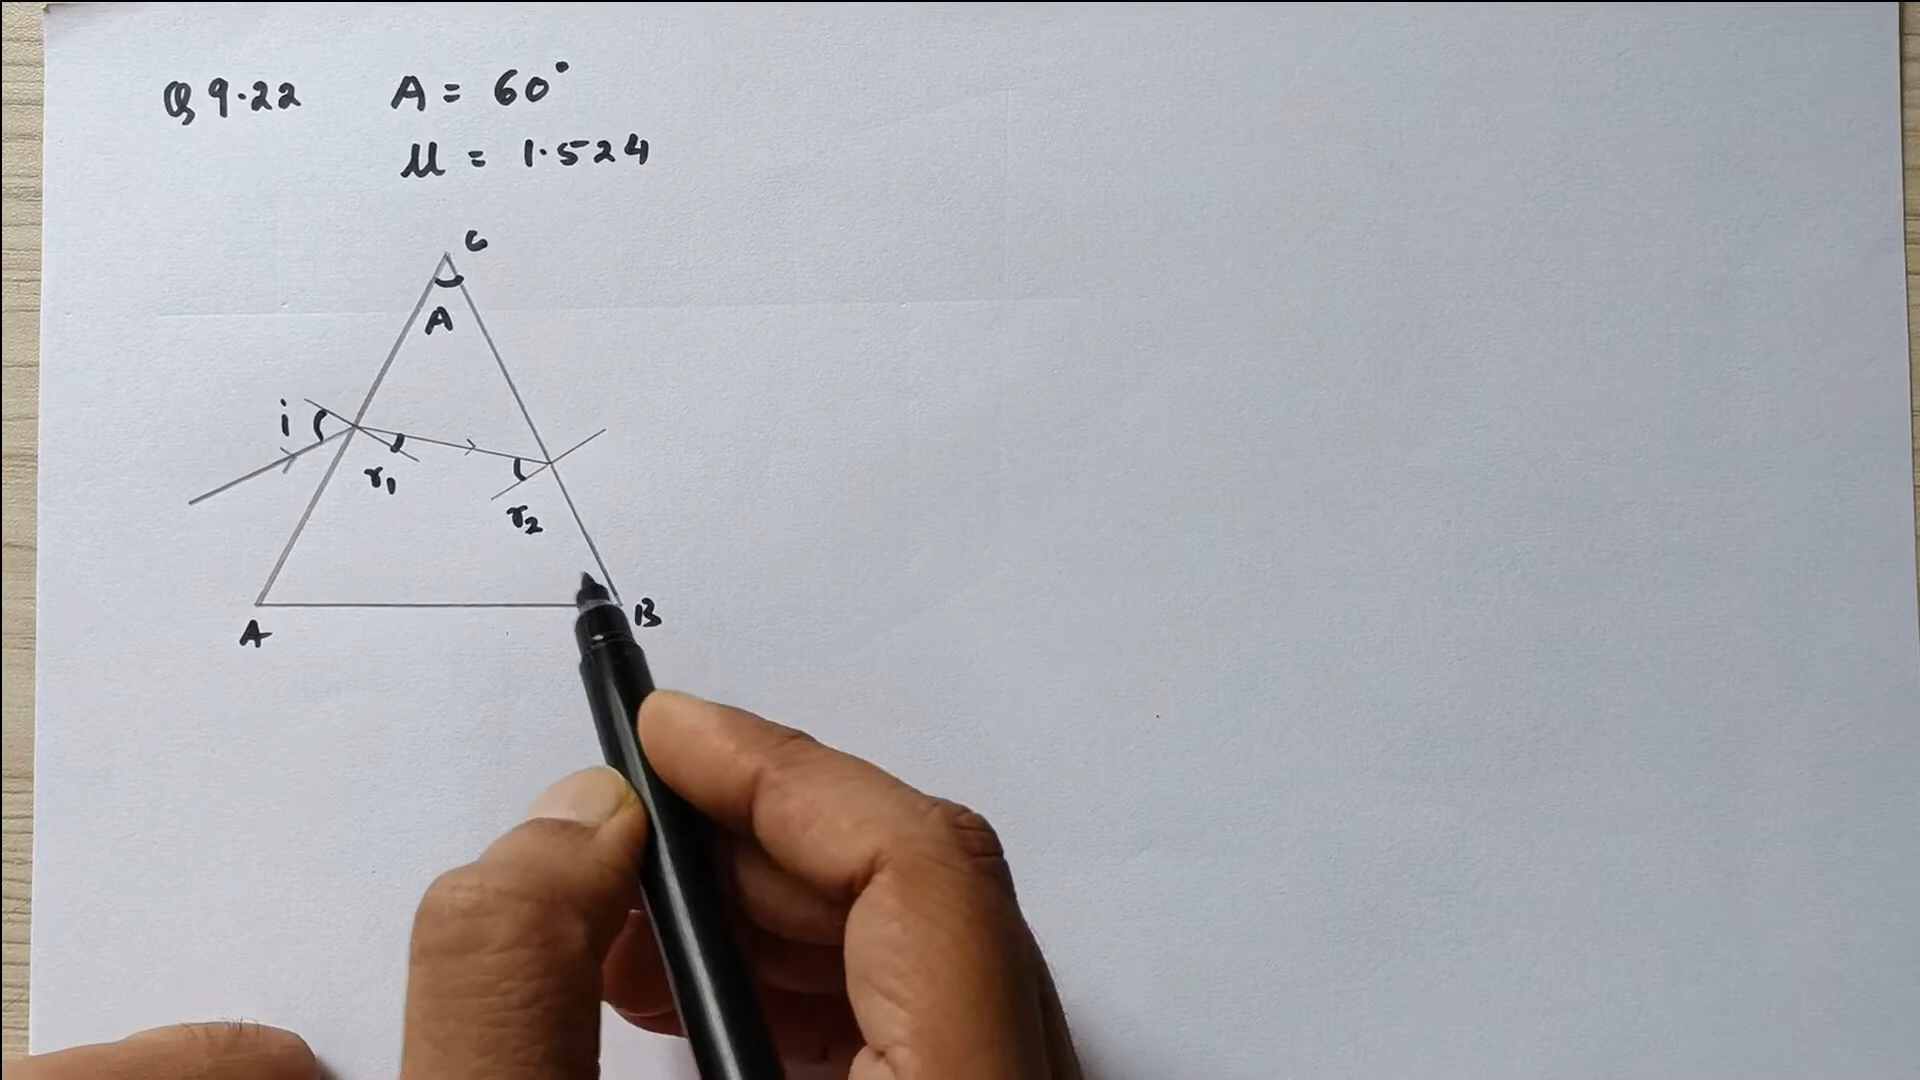 Q 9.22 A = 60°
μ = 1.524
C
A
i
r₁
r₂
A
B